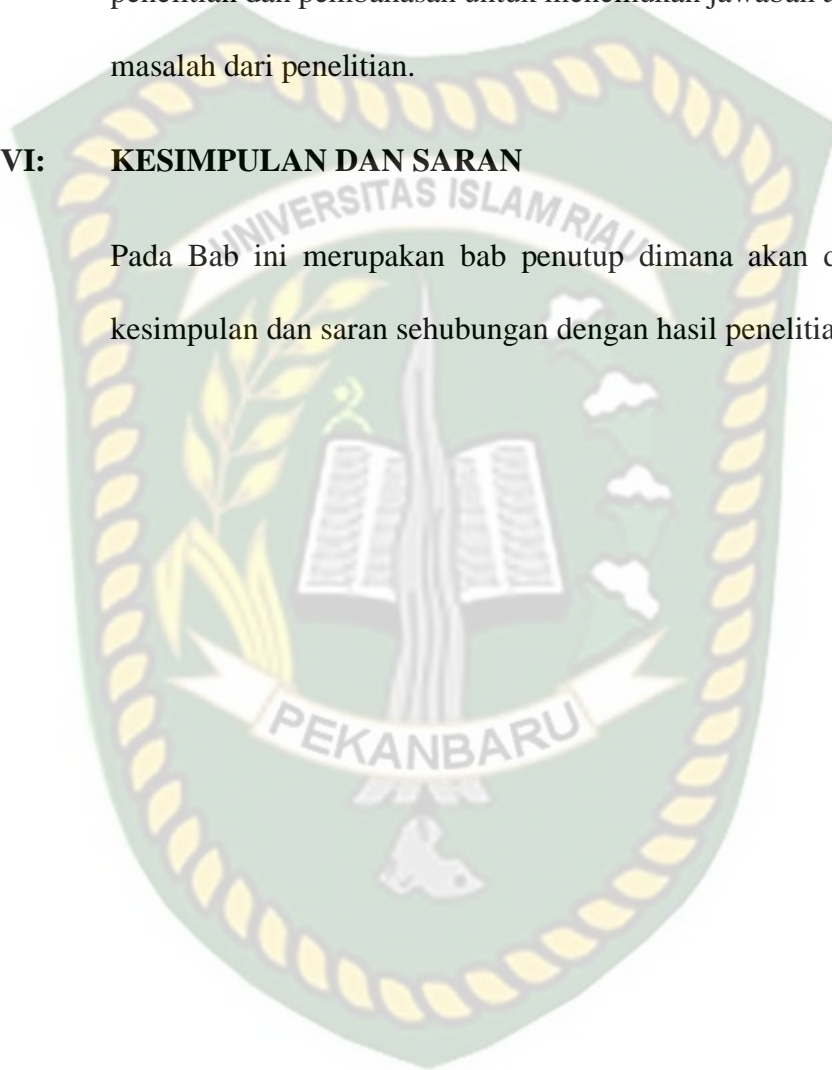 penelitian dan pembahasan untuk menemukan jawaban
masalah dari penelitian.
VI: KESIMPULAN DAN SARAN
UNIVERSITAS ISLAM RIAU
Pada Bab ini merupakan bab penutup dimana akan
kesimpulan dan saran sehubungan dengan hasil
PEKANBARU